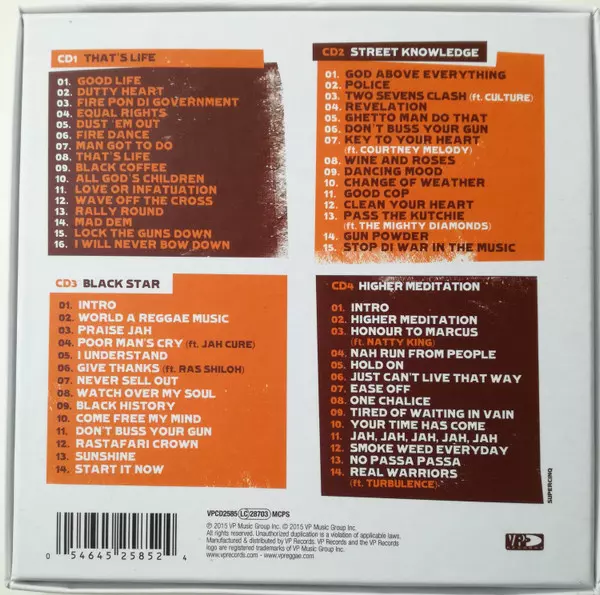 CD1 THAT'S LIFE
01. GOOD LIFE
02. DUTTY HEART
03. FIRE PON DI GOVERNMENT
04. EQUAL RIGHTS
05. DUST 'EM OUT
06. FIRE DANCE
07. MAN GOT TO DO
08. THAT'S LIFE
09. BLACK COFFEE
10. ALL GOD'S CHILDREN
11. LOVE OR INFATUATION
12. WAVE OFF THE CROSS
13. RALLY ROUND
14. MAD DEM
15. LOCK THE GUNS DOWN
16. I WILL NEVER BOW DOWN
CD2 STREET KNOWLEDGE
01. GOD ABOVE EVERYTHING
02. POLICE
03. TWO SEVENS CLASH (ft. CULTURE)
04. REVELATION
05. GHETTO MAN DO THAT
06. DON'T BUSS YOUR GUN
07. KEY TO YOUR HEART
(ft. COURTNEY MELODY)
08. WINE AND ROSES
09. DANCING MOOD
10. CHANGE OF WEATHER
11. GOOD COP
12. CLEAN YOUR HEART
13. PASS THE KUTCHIE
(ft. THE MIGHTY DIAMONDS)
14. GUN POWDER
15. STOP DI WAR IN THE MUSIC
CD3 BLACK STAR
01. INTRO
02. WORLD A REGGAE MUSIC
03. PRAISE JAH
04. POOR MAN'S CRY (ft. JAH CURE)
05. I UNDERSTAND
06. GIVE THANKS (ft. RAS SHILOH)
07. NEVER SELL OUT
08. WATCH OVER MY SOUL
09. BLACK HISTORY
10. COME FREE MY MIND
11. DON'T BUSS YOUR GUN
12. RASTAFARI CROWN
13. SUNSHINE
14. START IT NOW
CD4 HIGHER MEDITATION
01. INTRO
02. HIGHER MEDITATION
03. HONOUR TO MARCUS
(ft. NATTY KING)
04. NAH RUN FROM PEOPLE
05. HOLD ON
06. JUST CAN'T LIVE THAT WAY
07. EASE OFF
08. ONE CHALICE
09. TIRED OF WAITING IN VAIN
10. YOUR TIME HAS COME
11. JAH, JAH, JAH, JAH, JAH
12. SMOKE WEED EVERYDAY
13. NO PASSA PASSA
14. REAL WARRIORS
(ft. TURBULENCE)
SUPERCINQ
0 54645 25852 4
VPCD2585 LC 28703 MCPS
℗ 2015 VP Music Group Inc. © 2015 VP Music Group Inc.
All rights reserved. Unauthorized duplication is a violation of applicable laws.
Manufactured & distributed by VP Records. VP Records and the VP Records
logo are registered trademarks of VP Music Group Inc.
www.vprecords.com - www.vpreggae.com
VP